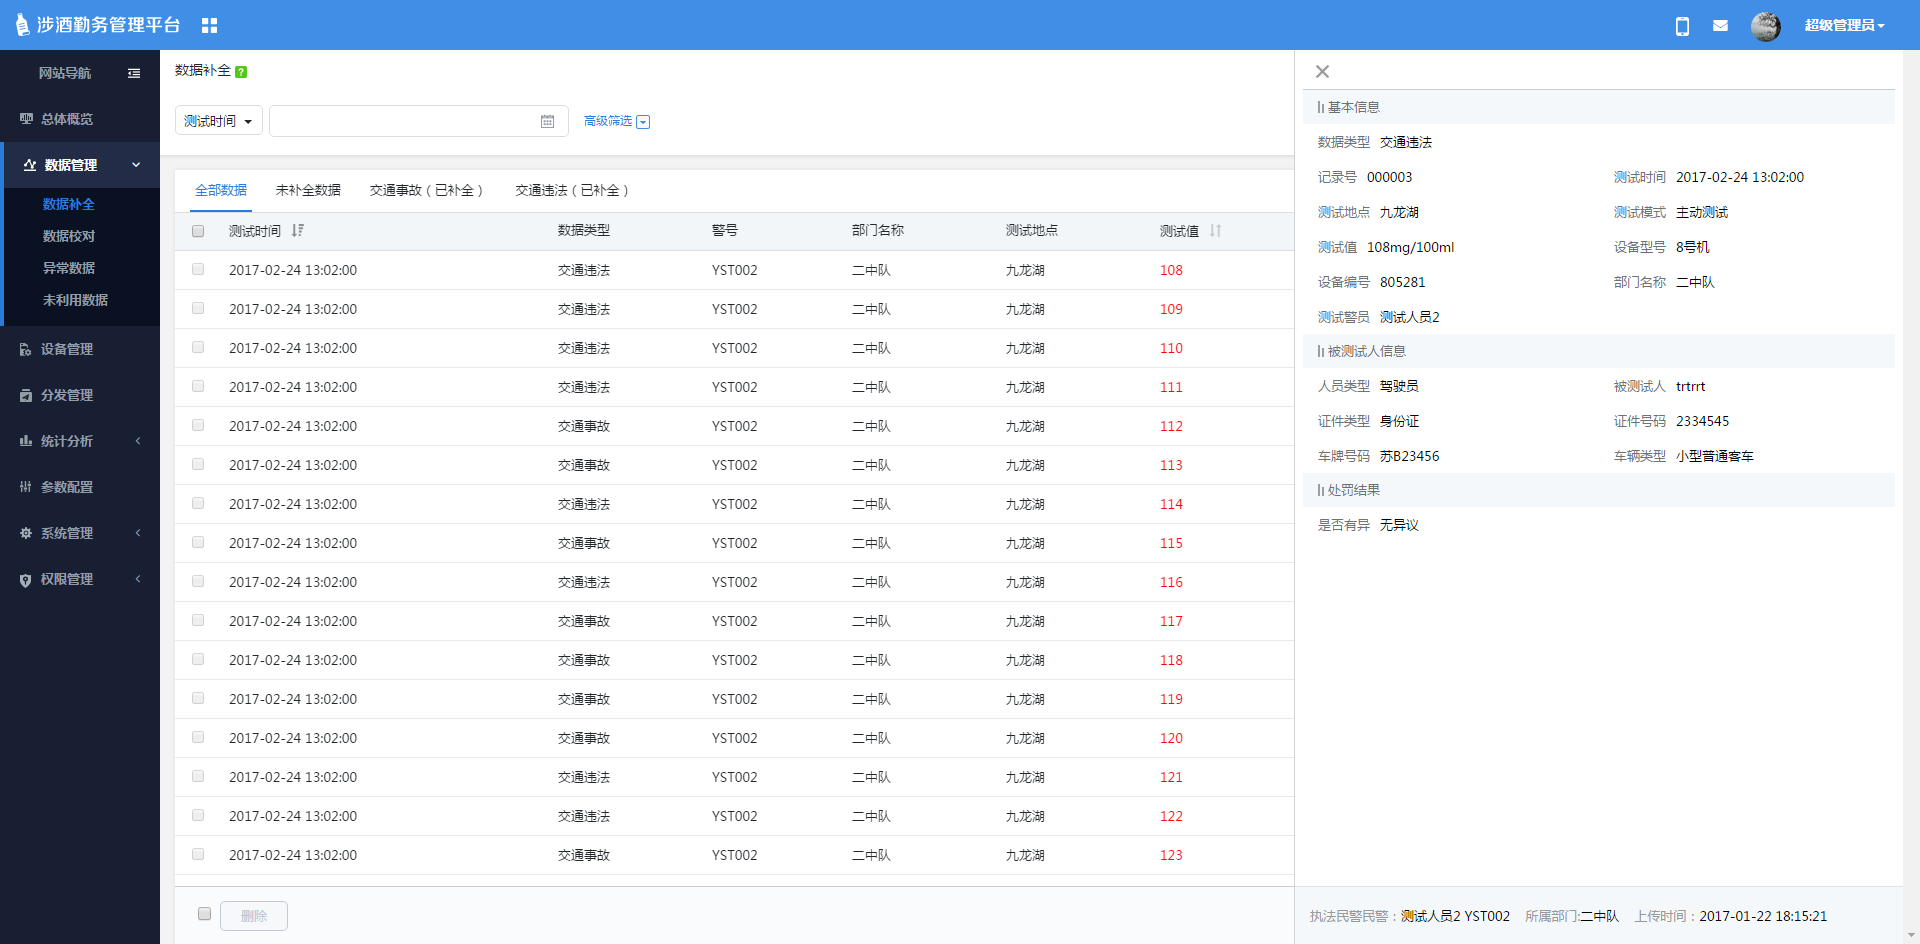 涉酒勤务管理平台
超级管理员
网站导航
总体概览
数据管理
数据补全
数据校对
异常数据
未利用数据
设备管理
分发管理
统计分析
参数配置
系统管理
权限管理
数据补全 ?
测试时间
高级筛选
全部数据 未补全数据 交通事故（已补全） 交通违法（已补全）
测试时间 数据类型 警号 部门名称 测试地点 测试值
2017-02-24 13:02:00 交通违法 YST002 二中队 九龙湖 108
2017-02-24 13:02:00 交通违法 YST002 二中队 九龙湖 109
2017-02-24 13:02:00 交通违法 YST002 二中队 九龙湖 110
2017-02-24 13:02:00 交通违法 YST002 二中队 九龙湖 111
2017-02-24 13:02:00 交通事故 YST002 二中队 九龙湖 112
2017-02-24 13:02:00 交通事故 YST002 二中队 九龙湖 113
2017-02-24 13:02:00 交通违法 YST002 二中队 九龙湖 114
2017-02-24 13:02:00 交通事故 YST002 二中队 九龙湖 115
2017-02-24 13:02:00 交通违法 YST002 二中队 九龙湖 116
2017-02-24 13:02:00 交通事故 YST002 二中队 九龙湖 117
2017-02-24 13:02:00 交通事故 YST002 二中队 九龙湖 118
2017-02-24 13:02:00 交通事故 YST002 二中队 九龙湖 119
2017-02-24 13:02:00 交通事故 YST002 二中队 九龙湖 120
2017-02-24 13:02:00 交通违法 YST002 二中队 九龙湖 121
2017-02-24 13:02:00 交通违法 YST002 二中队 九龙湖 122
2017-02-24 13:02:00 交通事故 YST002 二中队 九龙湖 123
删除
基本信息
数据类型 交通违法
记录号 000003 测试时间 2017-02-24 13:02:00
测试地点 九龙湖 测试模式 主动测试
测试值 108mg/100ml 设备型号 8号机
设备编号 805281 部门名称 二中队
测试警员 测试人员2
被测试人信息
人员类型 驾驶员 被测试人 trtrrt
证件类型 身份证 证件号码 2334545
车牌号码 苏B23456 车辆类型 小型普通客车
处罚结果
是否有异 无异议
执法民警民警：测试人员2 YST002 所属部门:二中队 上传时间：2017-01-22 18:15:21